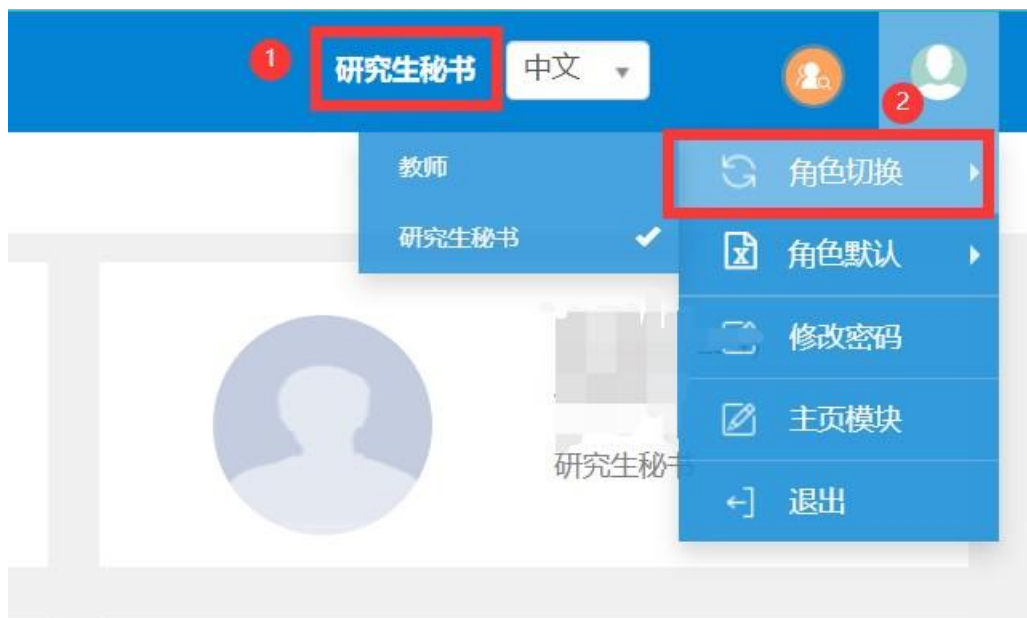 1
研究生秘书
中文
2
教师
研究生秘书
角色切换
角色默认
修改密码
主页模块
退出
研究生秘书